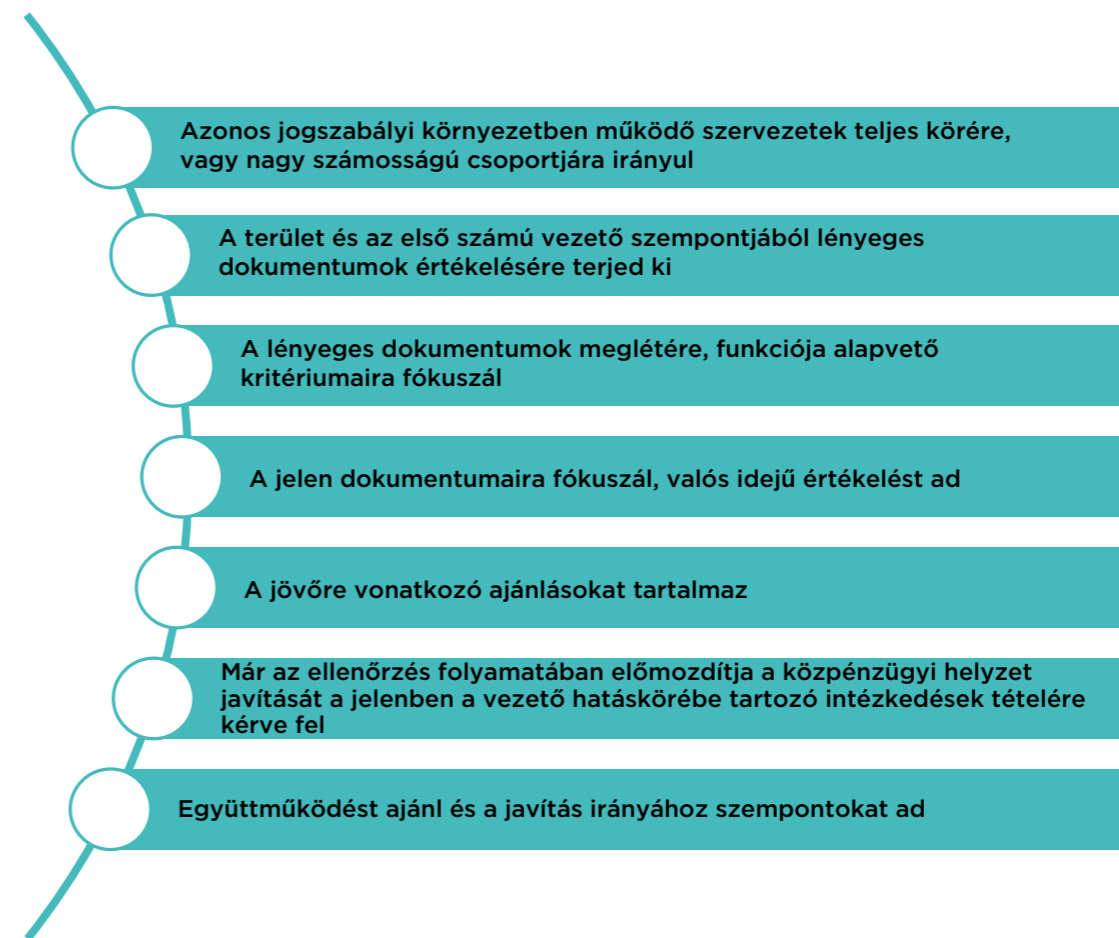 Azonos jogszabályi környezetben működő szervezetek teljes körére,
vagy nagy számosságú csoportjára irányul
A terület és az első számú vezető szempontjából lényeges
dokumentumok értékelésére terjed ki
A lényeges dokumentumok meglétére, funkciója alapvető
kritériumaira fókuszál
A jelen dokumentumaira fókuszál, valós idejű értékelést ad
A jövőre vonatkozó ajánlásokat tartalmaz
Már az ellenőrzés folyamatában előmozdítja a közpénzügyi helyzet
javítását a jelenben a vezető hatáskörébe tartozó intézkedések tételére
kérve fel
Együttműködést ajánl és a javítás irányához szempontokat ad